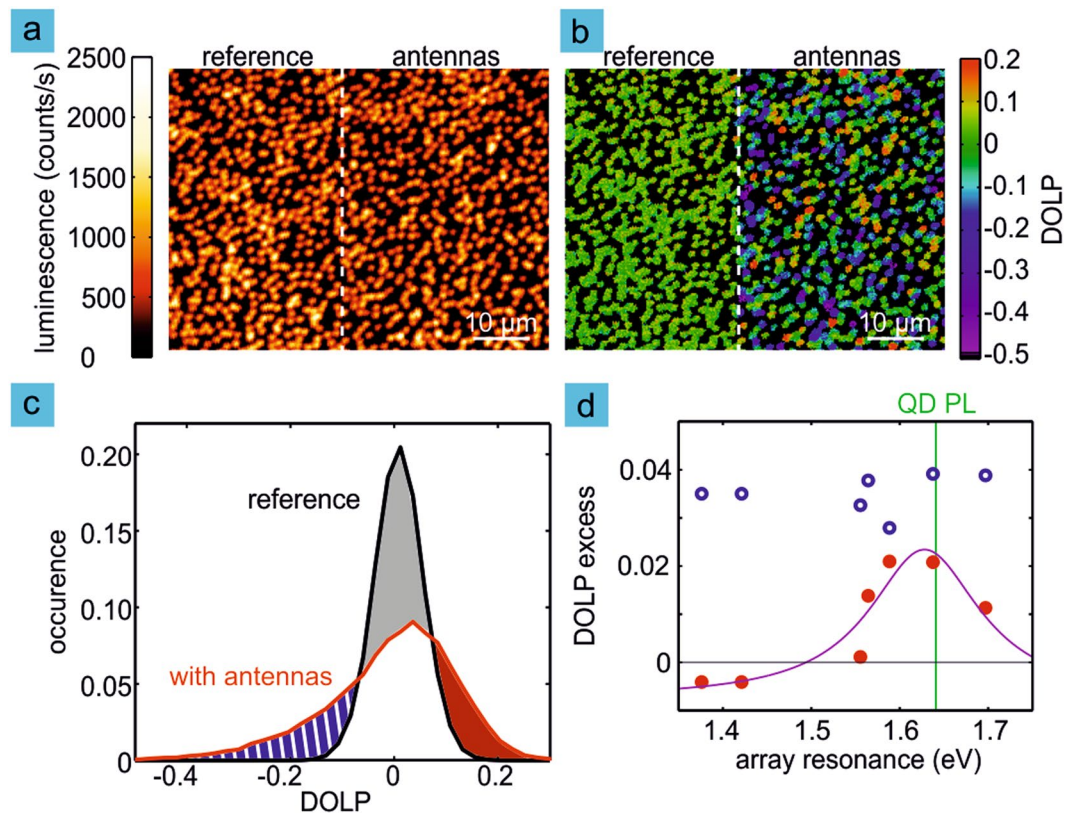 a
reference
antennas
luminescence (counts/s)
2500
2000
1500
1000
500
0
10 µm
b
reference
antennas
0.2
0.1
0
-0.1
-0.2
-0.3
-0.4
-0.5
DOLP
10 µm
c
occurence
0.20
0.15
0.10
0.05
0
reference
with antennas
-0.4
-0.2
0
0.2
DOLP
d
QD PL
DOLP excess
0.04
0.02
0
1.4
1.5
1.6
1.7
array resonance (eV)